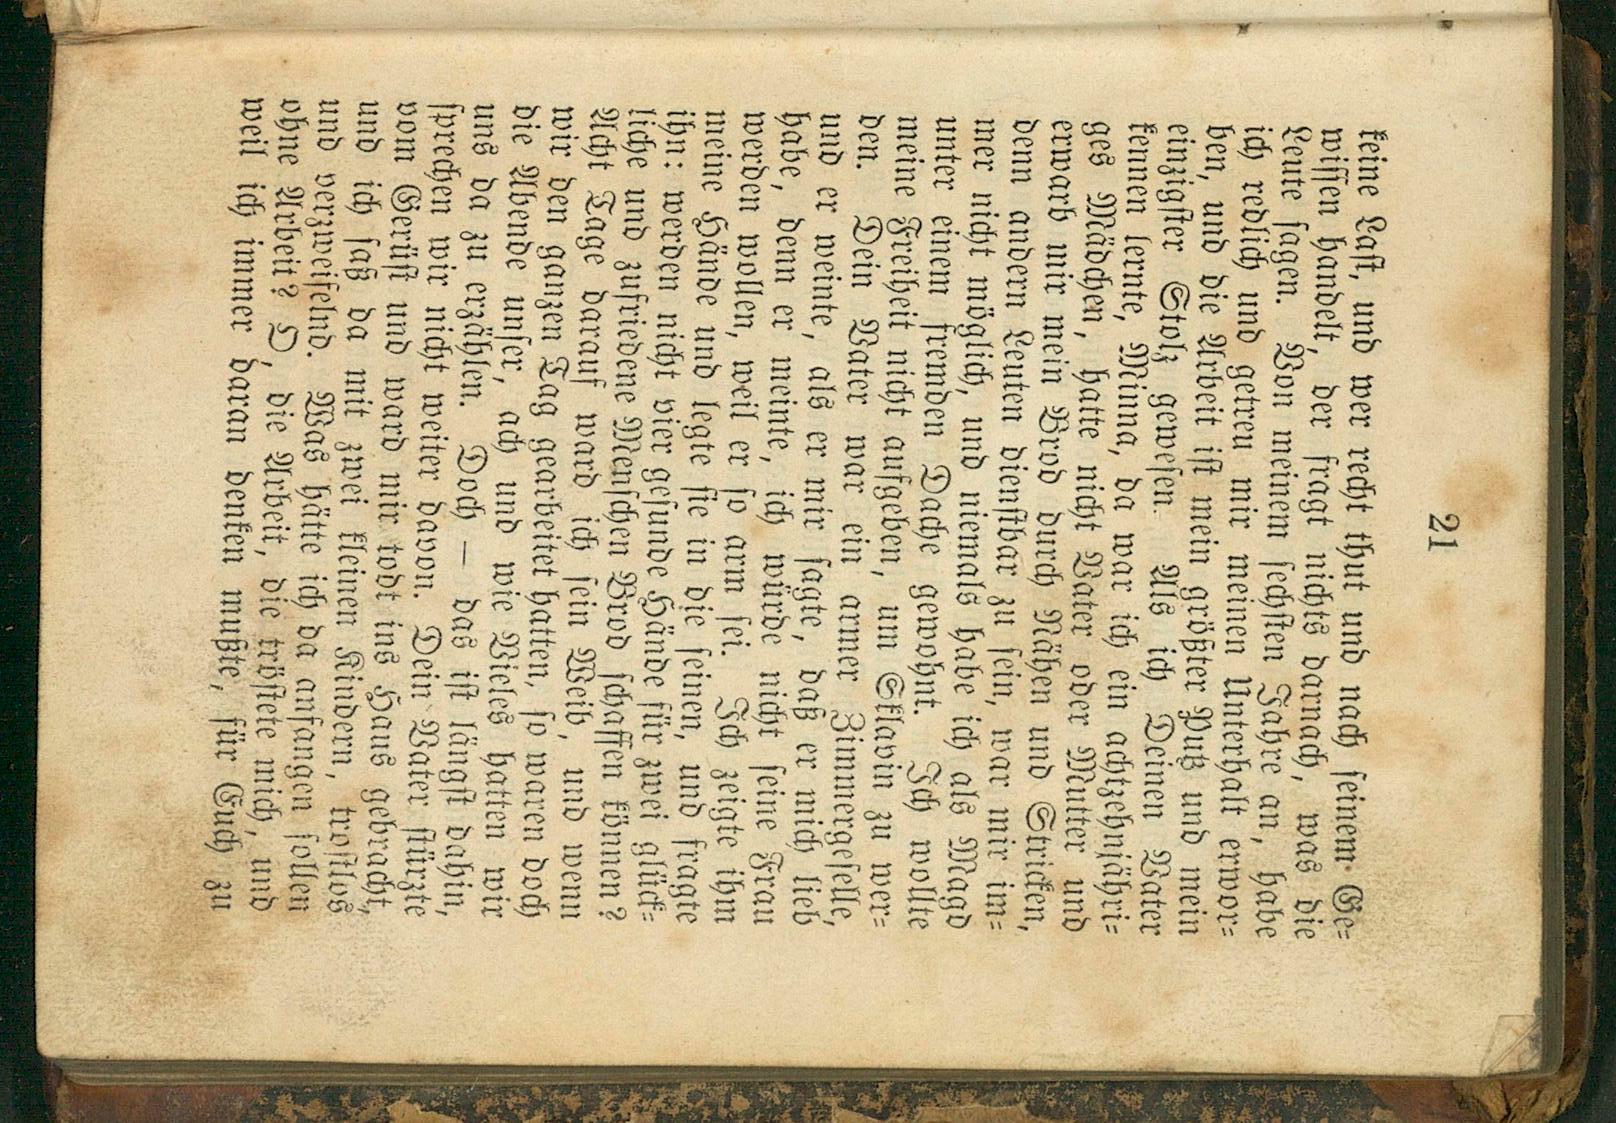 21
keine Last, und wer recht thut und nach seinem Ge=
wissen handelt, der fragt nichts darnach, was die
Leute sagen. Von meinem sechsten Jahre an, habe
ich redlich und getreu mir meinen Unterhalt erwor=
ben, und die Arbeit ist mein größter Putz und mein
einzigster Stolz gewesen. Als ich Deinen Vater
kennen lernte, Minna, da war ich ein achtzehnjähri=
ges Mädchen, hatte nicht Vater oder Mutter und
erwarb mir mein Brod durch Nähen und Stricken,
denn andern Leuten dienstbar zu sein, war mir im=
mer nicht möglich, und niemals habe ich als Magd
unter einem fremden Dache gewohnt. Ich wollte
meine Freiheit nicht aufgeben, um Sklavin zu wer=
den. Dein Vater war ein armer Zimmergeselle,
und er weinte, als er mir sagte, daß er mich lieb
habe, denn er meinte, ich würde nicht seine Frau
werden wollen, weil er so arm sei. Ich zeigte ihm
meine Hände und legte sie in die seinen, und fragte
ihn: werden nicht vier gesunde Hände für zwei glück=
liche und zufriedene Menschen Brod schaffen können?
Acht Tage darauf ward ich sein Weib, und wenn
wir den ganzen Tag gearbeitet hatten, so waren doch
die Abende unser, ach und wie Vieles hatten wir
uns da zu erzählen. Doch — das ist längst dahin,
sprechen wir nicht weiter davon. Dein Vater stürzte
vom Gerüst und ward mir todt ins Haus gebracht,
und ich saß da mit zwei kleinen Kindern, trostlos
und verzweifelnd. Was hätte ich da anfangen sollen
ohne Arbeit? O, die Arbeit, die tröstete mich, und
weil ich immer daran denken mußte, für Euch zu